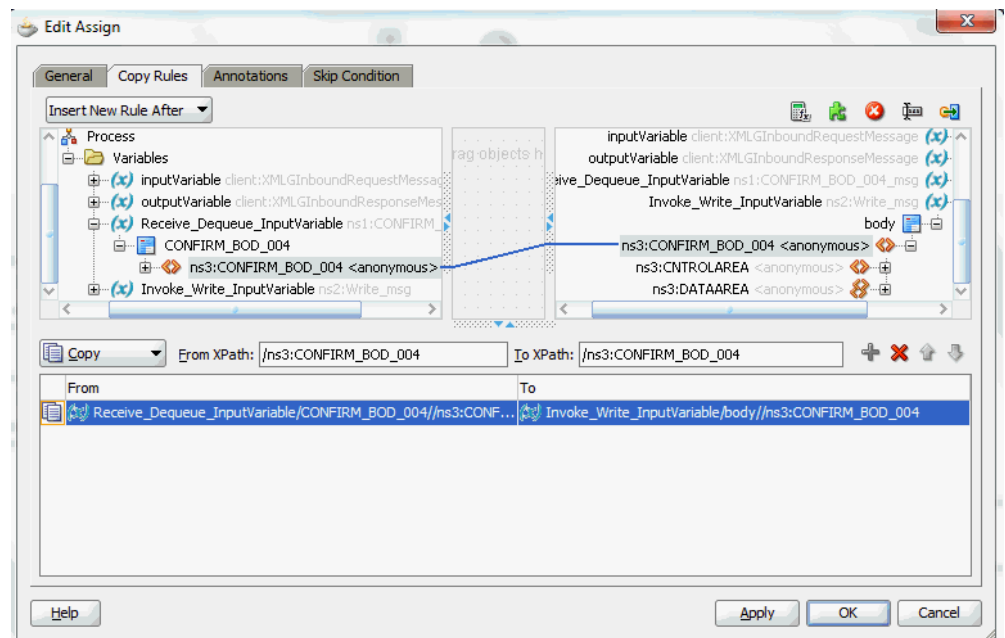 Edit Assign
General Copy Rules Annotations Skip Condition
Insert New Rule After
Process
Variables
inputVariable client:XMLGInboundRequestMessag
outputVariable client:XMLGInboundResponseMes
Receive_Dequeue_InputVariable ns1:CONFIRM_
CONFIRM_BOD_004
ns3:CONFIRM_BOD_004 <anonymous>
Invoke_Write_InputVariable ns2:Write_msg
rag objects h
inputVariable client:XMLGInboundRequestMessage (x)
outputVariable client:XMLGInboundResponseMessage (x)
eive_Dequeue_InputVariable ns1:CONFIRM_BOD_004_msg (x)
Invoke_Write_InputVariable ns2:Write_msg (x)
body
ns3:CONFIRM_BOD_004 <anonymous>
ns3:CNTROLAREA <anonymous>
ns3:DATAAREA <anonymous>
Copy From XPath: /ns3:CONFIRM_BOD_004 To XPath: /ns3:CONFIRM_BOD_004
From To
Receive_Dequeue_InputVariable/CONFIRM_BOD_004//ns3:CONF... Invoke_Write_InputVariable/body//ns3:CONFIRM_BOD_004
Help Apply OK Cancel